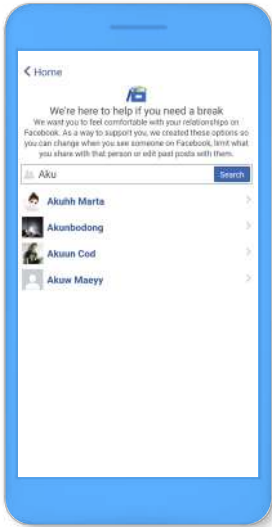 Home
We're here to help if you need a break
We want you to feel comfortable with your relationships on
Facebook. As a way to support you, we created these options so
you can change when you see someone on Facebook, limit what
you share with that person or edit past posts with them.
Aku Search
Akuhh Marta
Akunbodong
Akuun Cod
Akuw Maeyy